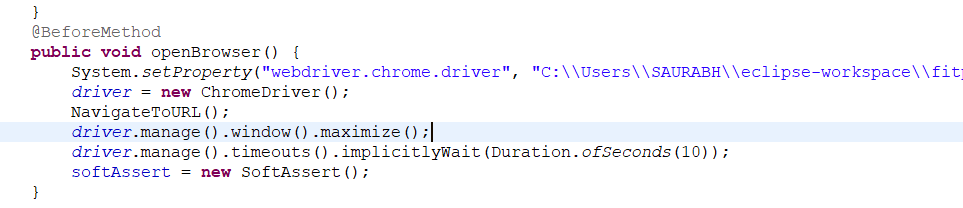 }
@BeforeMethod
public void openBrowser() {
System.setProperty("webdriver.chrome.driver", "C:\\Users\\SAURABH\\eclipse-workspace\\fit
driver = new ChromeDriver();
NavigateToURL();
driver.manage().window().maximize();
driver.manage().timeouts().implicitlyWait(Duration.ofSeconds(10));
softAssert = new SoftAssert();
}